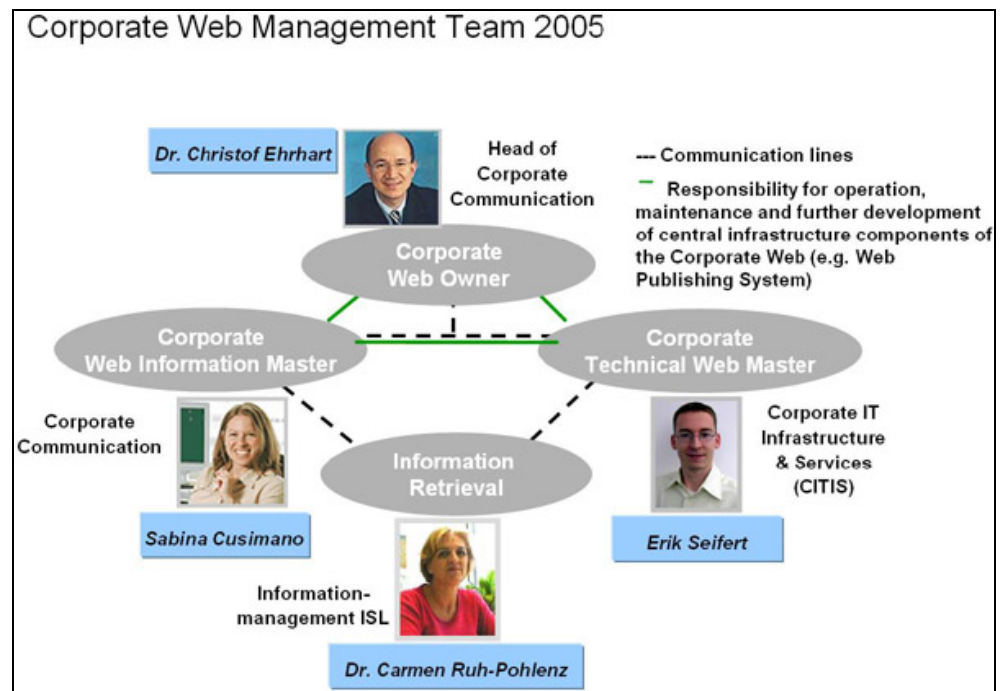 Corporate Web Management Team 2005
Dr. Christof Ehrhart
Head of
Corporate
Communication
--- Communication lines
– Responsibility for operation,
maintenance and further development
of central infrastructure components of
the Corporate Web (e.g. Web
Publishing System)
Corporate
Web Owner
Corporate
Web Information Master
Corporate
Technical Web Master
Corporate
Communication
Sabina Cusimano
Information
Retrieval
Corporate IT
Infrastructure
& Services
(CITIS)
Erik Seifert
Information-
management ISL
Dr. Carmen Ruh-Pohlenz